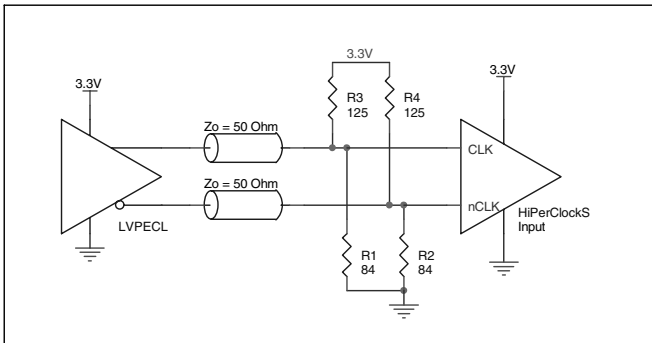 3.3V
3.3V
3.3V
R3
125
R4
125
Zo = 50 Ohm
CLK
Zo = 50 Ohm
nCLK
LVPECL
HiPerClockS
Input
R1
84
R2
84